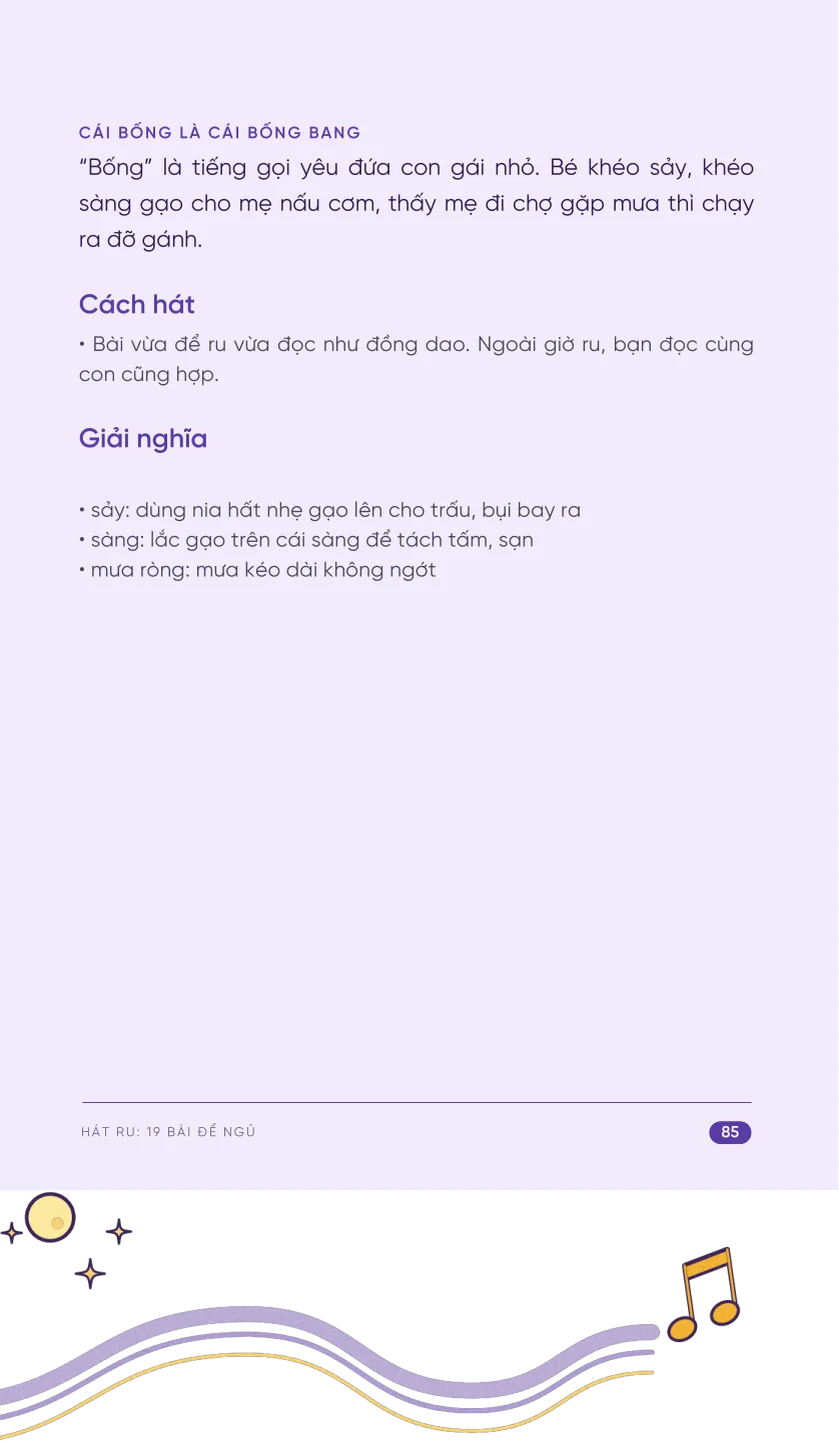 CÁI BỐNG LÀ CÁI BỐNG BANG
“Bống” là tiếng gọi yêu đứa con gái nhỏ. Bé khéo sảy, khéo
sàng gạo cho mẹ nấu cơm, thấy mẹ đi chợ gặp mưa thì chạy
ra đỡ gánh.
Cách hát
• Bài vừa để ru vừa đọc như đồng dao. Ngoài giờ ru, bạn đọc cùng
con cũng hợp.
Giải nghĩa
• sảy: dùng nia hất nhẹ gạo lên cho trấu, bụi bay ra
• sàng: lắc gạo trên cái sàng để tách tấm, sạn
• mưa ròng: mưa kéo dài không ngớt
HÁT RU: 19 BÀI ĐỂ NGỦ
85